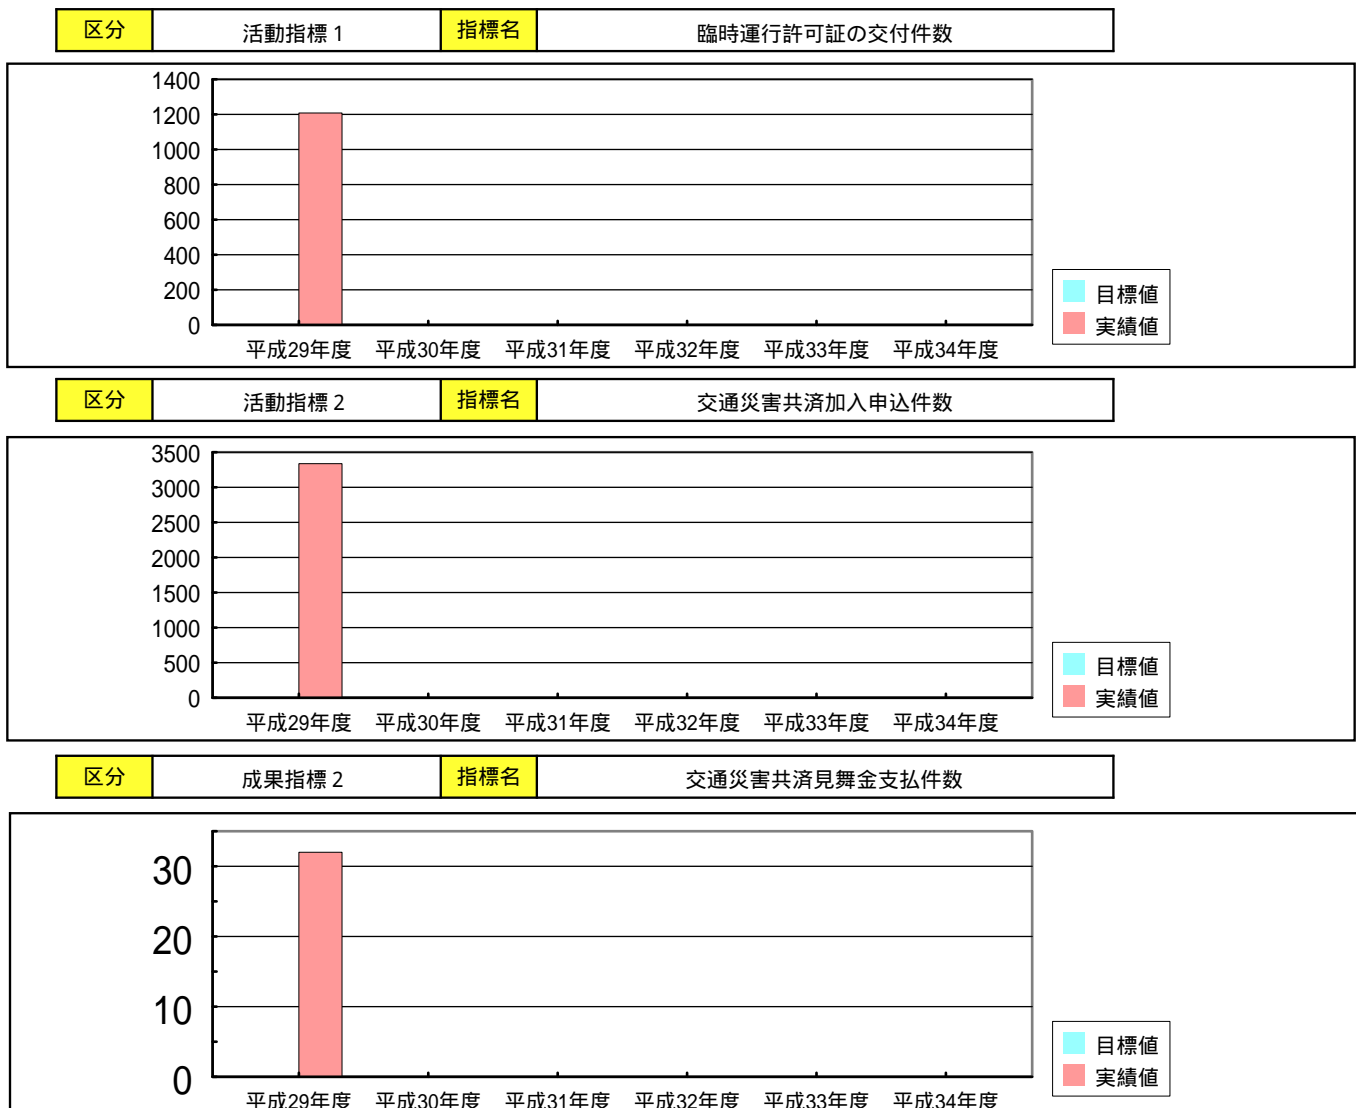 区分 活動指標1 指標名 臨時運行許可証の交付件数
1400
1200
1000
800
600
400
200
0
平成29年度 平成30年度 平成31年度 平成32年度 平成33年度 平成34年度
目標値
実績値
区分 活動指標2 指標名 交通災害共済加入申込件数
3500
3000
2500
2000
1500
1000
500
0
平成29年度 平成30年度 平成31年度 平成32年度 平成33年度 平成34年度
目標値
実績値
区分 成果指標2 指標名 交通災害共済見舞金支払件数
30
20
10
0
平成29年度 平成30年度 平成31年度 平成32年度 平成33年度 平成34年度
目標値
実績値